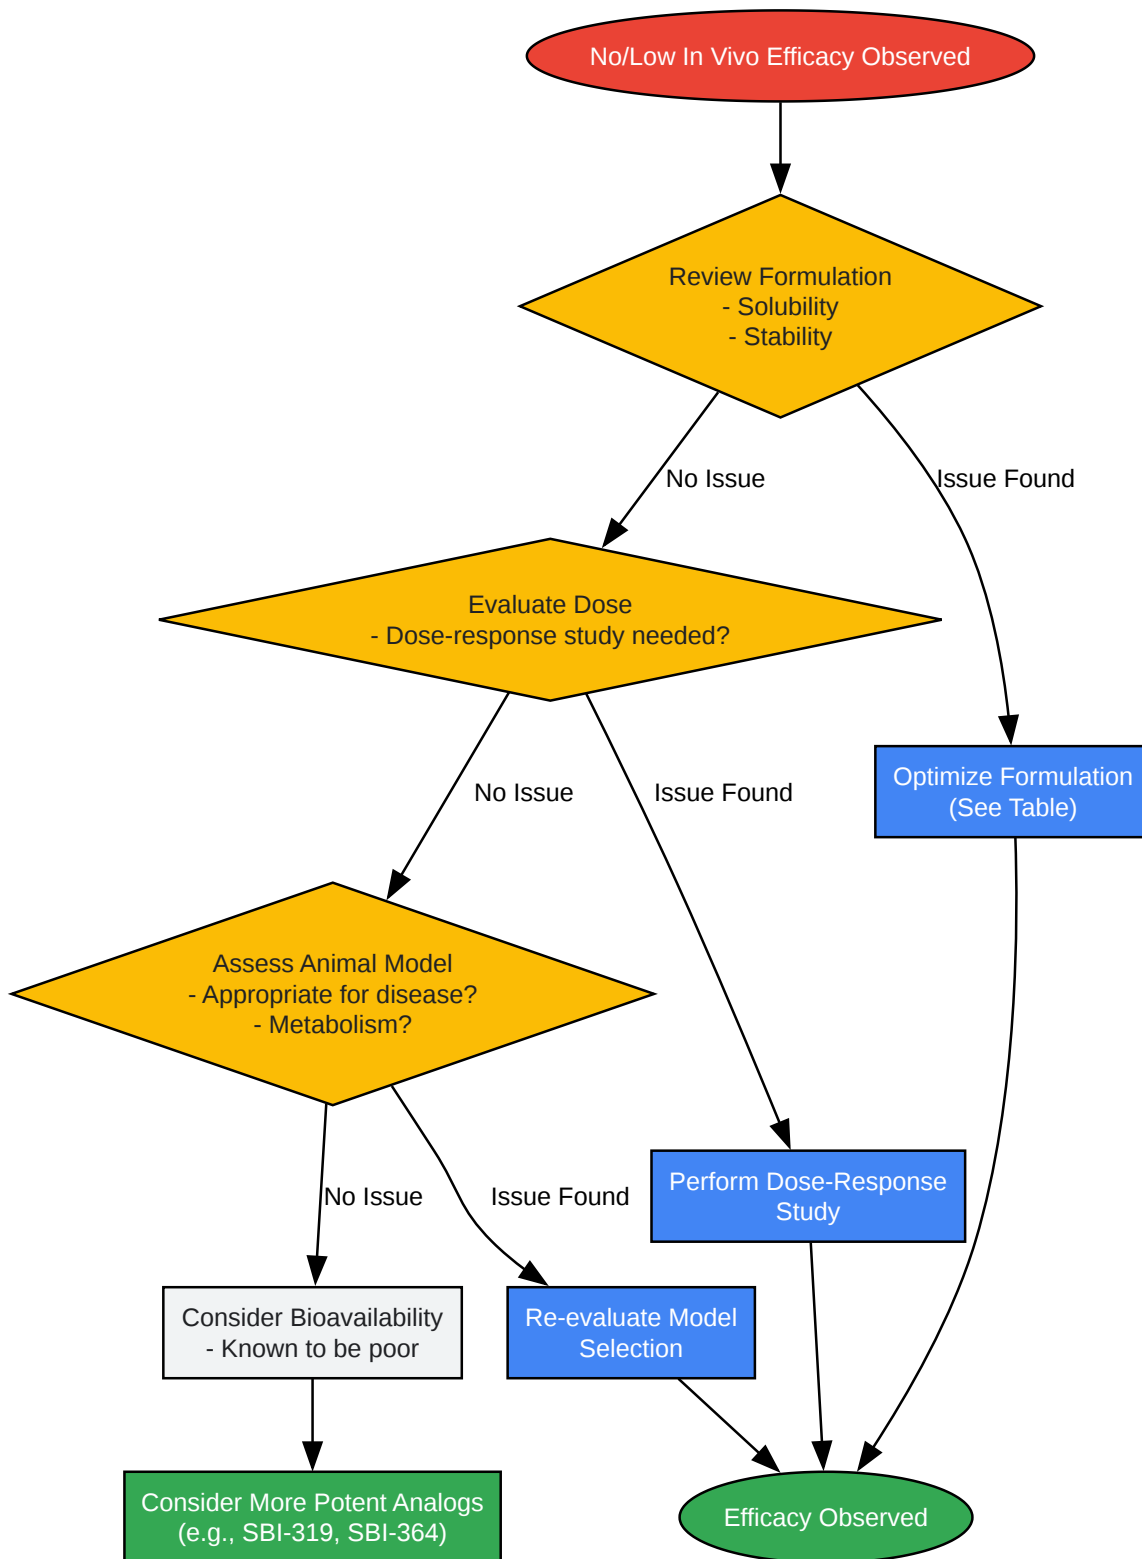 No/Low In Vivo Efficacy Observed
Review Formulation
- Solubility
- Stability
No Issue
Issue Found
Evaluate Dose
- Dose-response study needed?
No Issue
Issue Found
Optimize Formulation
(See Table)
Assess Animal Model
- Appropriate for disease?
- Metabolism?
No Issue
Issue Found
Perform Dose-Response
Study
Consider Bioavailability
- Known to be poor
Re-evaluate Model
Selection
Consider More Potent Analogs
(e.g., SBI-319, SBI-364)
Efficacy Observed